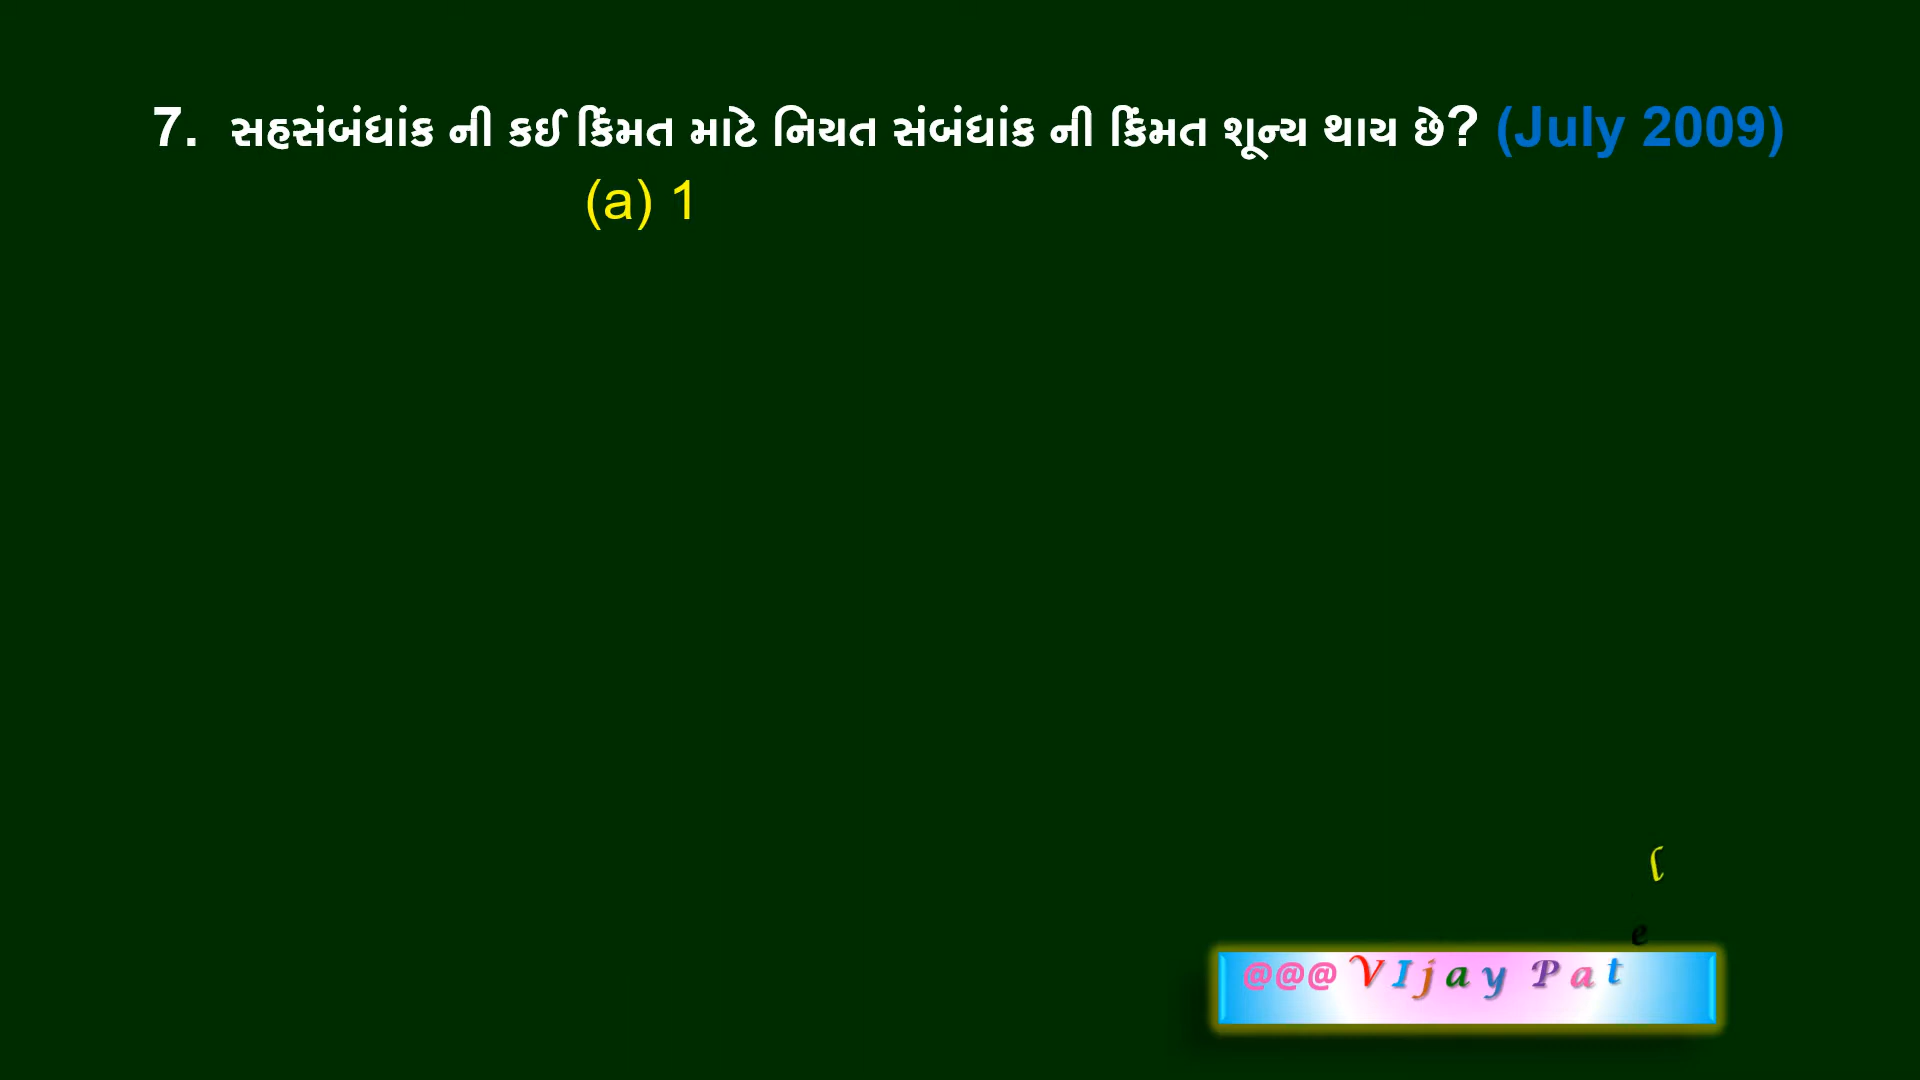 7. સહસંબંધાંક ની કઈ કિંમત માટે નિયત સંબંધાંક ની કિંમત શૂન્ય થાય છે? (July 2009)
(a) 1
l
e
@@@ VIjay Pat